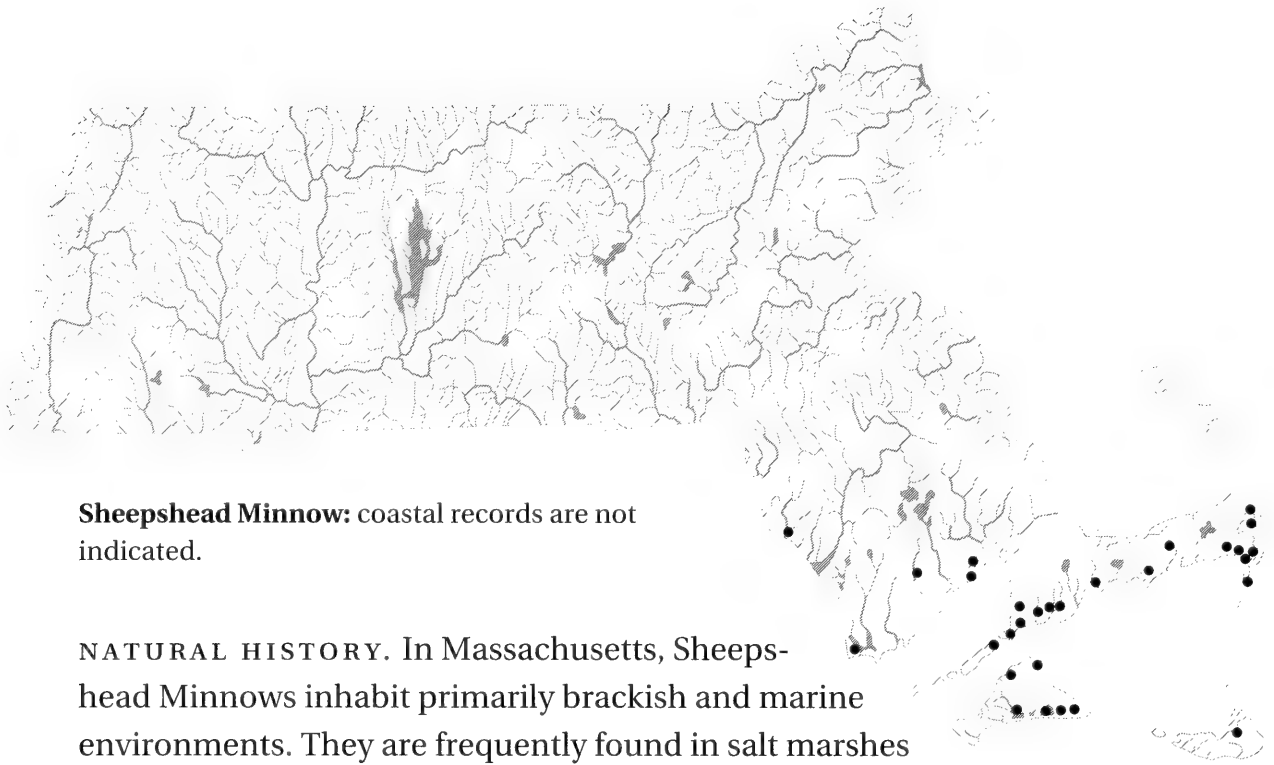 Sheepshead Minnow: coastal records are not
indicated.
NATURAL HISTORY. In Massachusetts, Sheeps-
head Minnows inhabit primarily brackish and marine
environments. They are frequently found in salt marshes